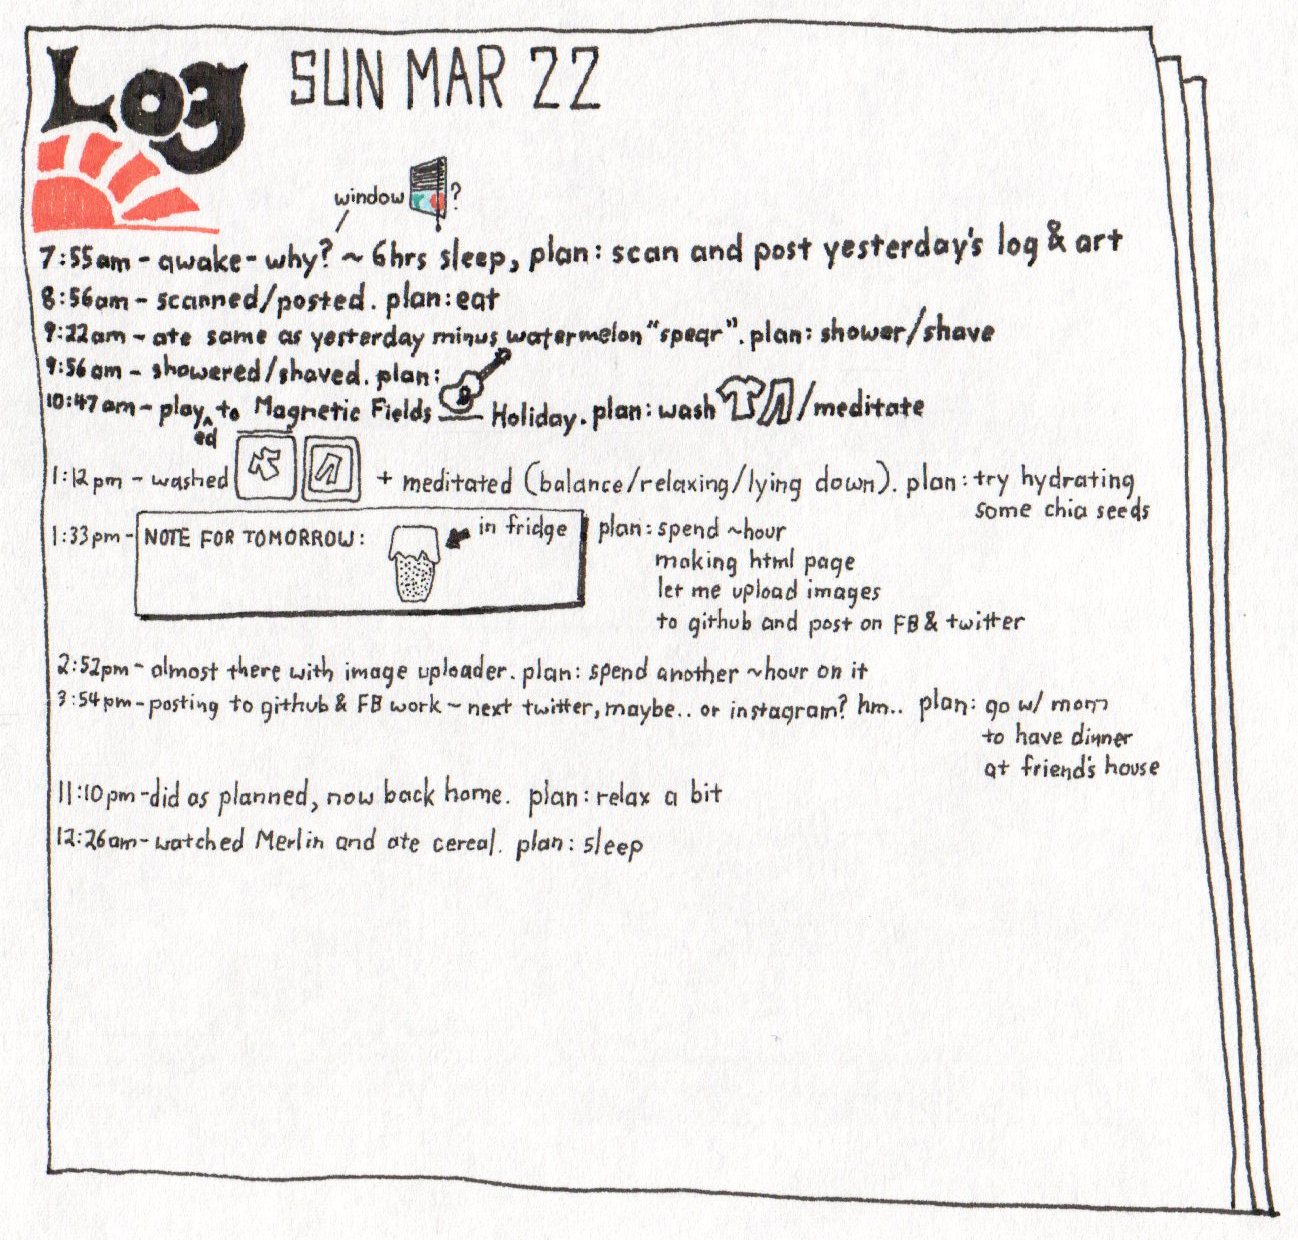 Log SUN MAR 22
window ?
7:55am - awake - why? ~ 6hrs sleep, plan: scan and post yesterday's log & art
8:56am - scanned/posted. plan: eat
9:22am - ate same as yesterday minus watermelon "spear". plan: shower/shave
9:56am - showered/shaved. plan:
10:47am - played to Magnetic Fields Holiday. plan: wash /meditate
1:12pm - washed + meditated (balance/relaxing/lying down). plan: try hydrating
some chia seeds
1:33pm - NOTE FOR TOMORROW: in fridge plan: spend ~hour
making html page
let me upload images
to github and post on FB & twitter
2:52pm - almost there with image uploader. plan: spend another ~hour on it
3:54pm - posting to github & FB work - next twitter, maybe.. or instagram? hm.. plan: go w/ mom
to have dinner
at friend's house
11:10pm - did as planned, now back home. plan: relax a bit
12:26am - watched Merlin and ate cereal. plan: sleep